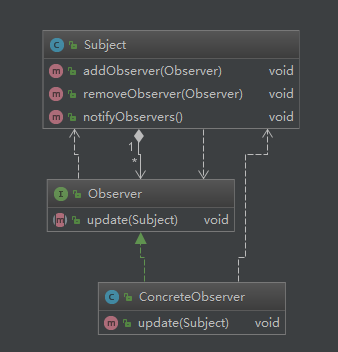 C Subject
m addObserver(Observer) void
m removeObserver(Observer) void
m notifyObservers() void
1
*
I Observer
m update(Subject) void
C ConcreteObserver
m update(Subject) void